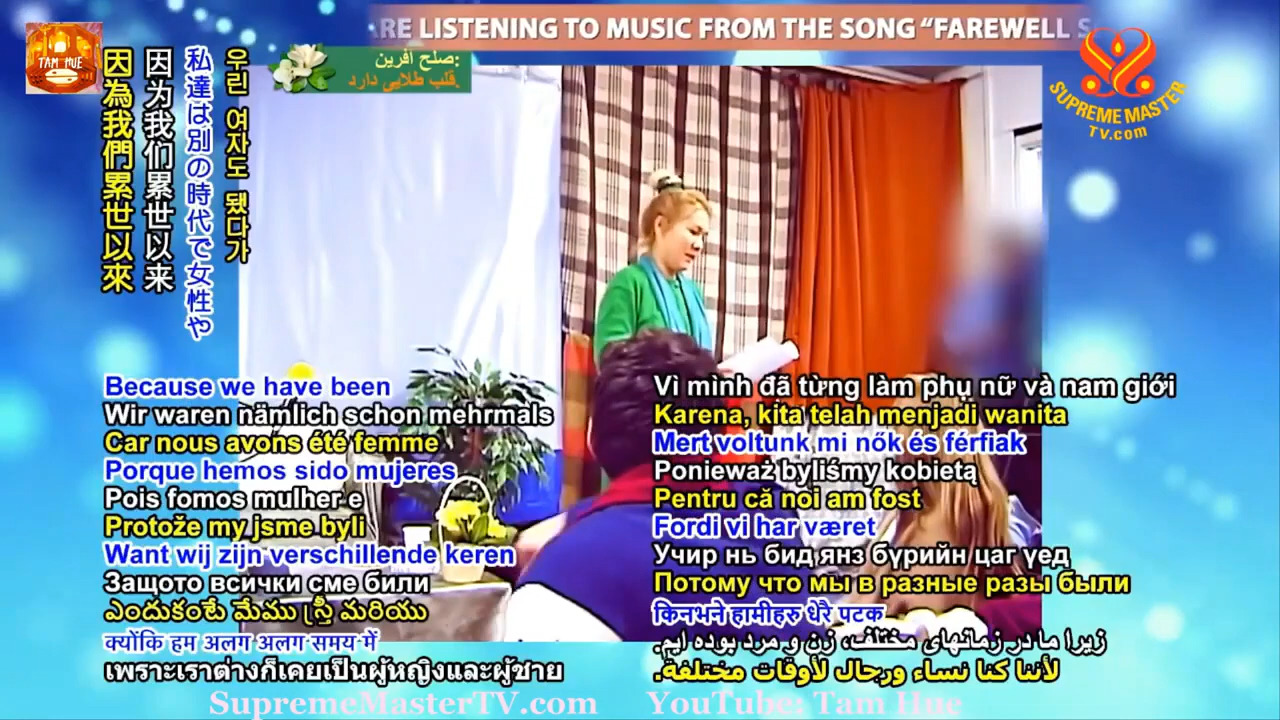 ARE LISTENING TO MUSIC FROM THE SONG “FAREWELL S
TAM HUE
صلح آفرین:
قلب طلایی دارد.
SUPREME MASTER
TV.com
우린 여자도 됐다가
私達は別の時代で女性や
因为我们累世以来
因為我們累世以來
Because we have been
Wir waren nämlich schon mehrmals
Car nous avons été femme
Porque hemos sido mujeres
Pois fomos mulher e
Protože my jsme byli
Want wij zijn verschillende keren
Защото всички сме били
ఎందుకంటే మేము స్త్రీ మరియు
क्योंकि हम अलग अलग समय में
เพราะเราต่างก็เคยเป็นผู้หญิงและผู้ชาย
Vì mình đã từng làm phụ nữ và nam giới
Karena, kita telah menjadi wanita
Mert voltunk mi nők és férfiak
Ponieważ byliśmy kobietą
Pentru că noi am fost
Fordi vi har været
Учир нь бид янз бүрийн цаг үед
Потому что мы в разные разы были
किनभने हामीहरु धेरै पटक
زیرا ما در زمانهای مختلف، زن و مرد بوده ایم.
لأننا كنا نساء ورجال لأوقات مختلفة.
SupremeMasterTV.com
YouTube: Tam Hue